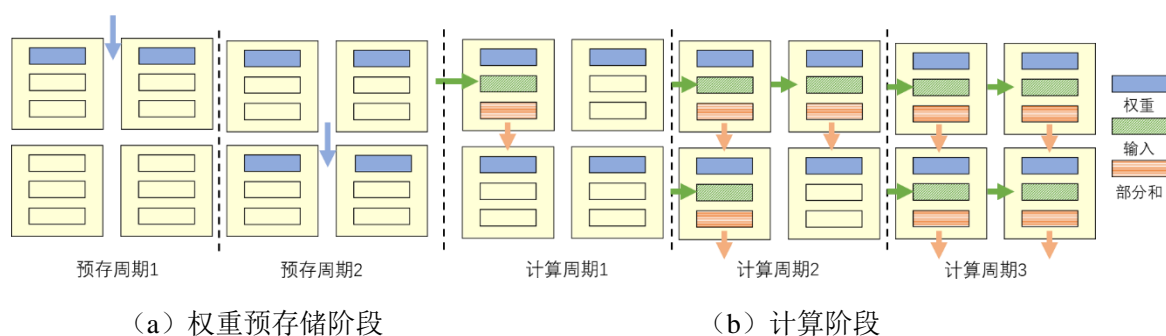 权重
输入
部分和
预存周期1
预存周期2
计算周期1
计算周期2
计算周期3
（a）权重预存储阶段
（b）计算阶段